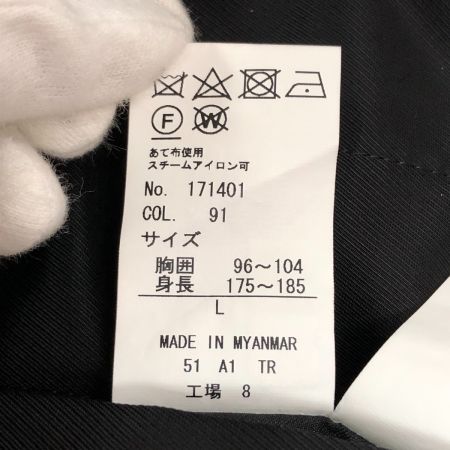 F W
あて布使用
スチームアイロン可
No. 171401
COL. 91
サイズ
胸囲 96～104
身長 175～185
L
MADE IN MYANMAR
51 A1 TR
工場 8